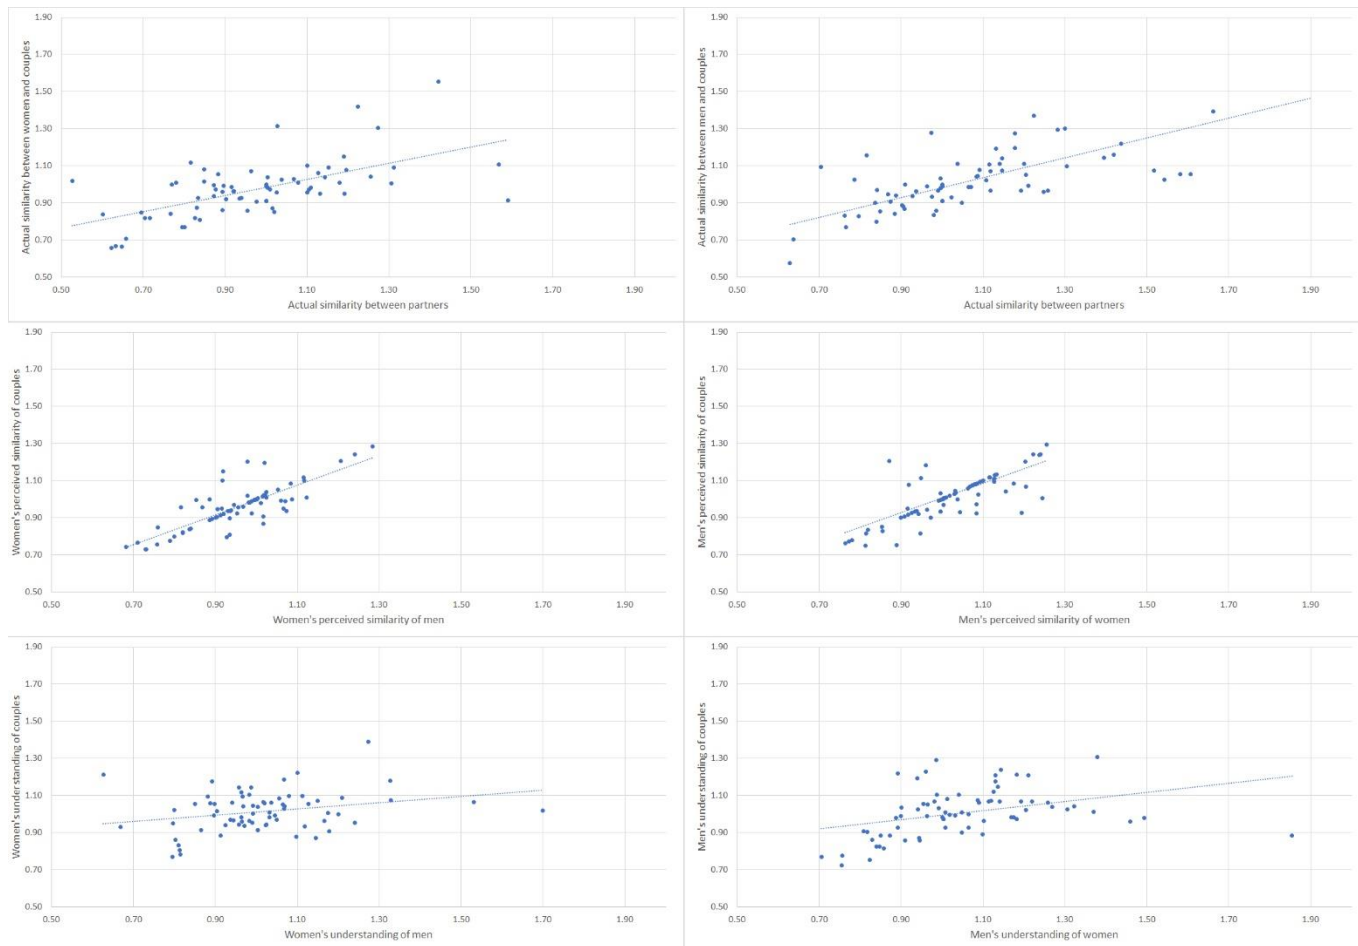 1.90
1.70
1.50
1.30
1.10
0.90
0.70
0.50
Actual similarity between women and couples
0.50 0.70 0.90 1.10 1.30 1.50 1.70 1.90
Actual similarity between partners
1.90
1.70
1.50
1.30
1.10
0.90
0.70
0.50
Actual similarity between men and couples
0.50 0.70 0.90 1.10 1.30 1.50 1.70 1.90
Actual similarity between partners
1.90
1.70
1.50
1.30
1.10
0.90
0.70
0.50
Women's perceived similarity of couples
0.50 0.70 0.90 1.10 1.30 1.50 1.70 1.90
Women's perceived similarity of men
1.90
1.70
1.50
1.30
1.10
0.90
0.70
0.50
Men's perceived similarity of couples
0.50 0.70 0.90 1.10 1.30 1.50 1.70 1.90
Men's perceived similarity of women
1.90
1.70
1.50
1.30
1.10
0.90
0.70
0.50
Women's understanding of couples
0.50 0.70 0.90 1.10 1.30 1.50 1.70 1.90
Women's understanding of men
1.90
1.70
1.50
1.30
1.10
0.90
0.70
0.50
Men's understanding of couples
0.50 0.70 0.90 1.10 1.30 1.50 1.70 1.90
Men's understanding of women